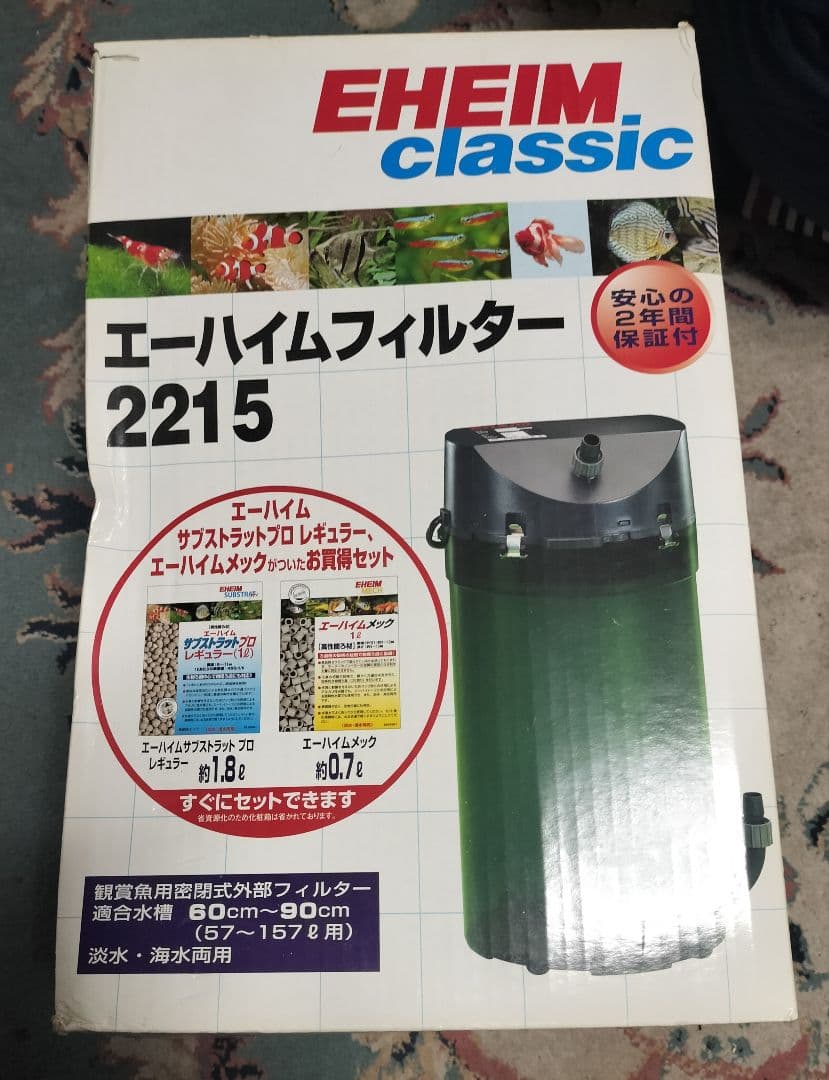 EHEIM
classic
安心の
2年間
保証付
エーハイムフィルター
2215
エーハイム
サブストラットプロ レギュラー、
エーハイムメックがついたお買得セット
EHEIM
SUBSTRAT
エーハイム
サブストラットプロ
レギュラー(1ℓ)
EHEIM
MECH
エーハイムメック
1ℓ
エーハイムサブストラット プロ
レギュラー 約1.8ℓ
エーハイムメック
約0.7ℓ
すぐにセットできます
省資源化のため化粧箱は省かれております。
観賞魚用密閉式外部フィルター
適合水槽 60cm〜90cm
(57〜157ℓ用)
淡水・海水両用